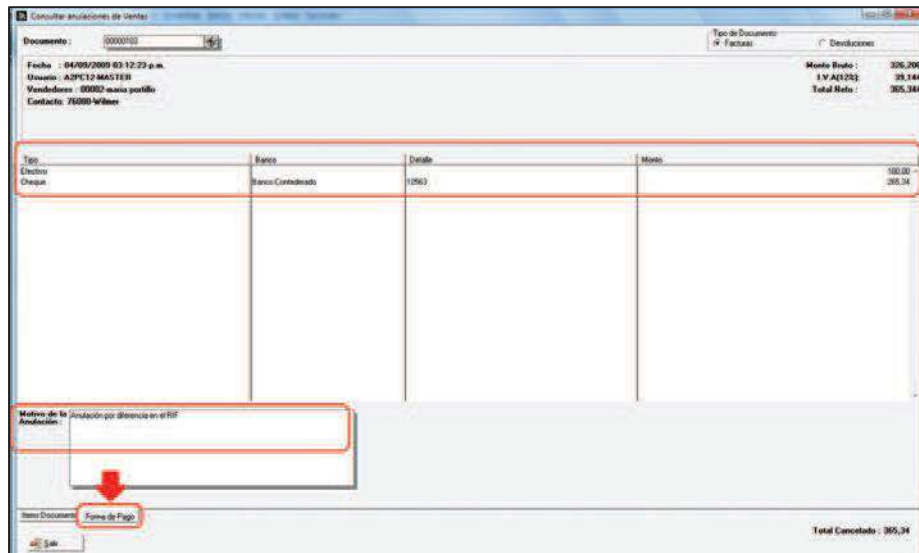 Consultar anulaciones de Ventas
Documento :
00000103
Tipo de Documento
Facturas
Devoluciones
Fecha : 04/09/2009 03:12:23 p.m.
Usuario : A2PC12-MASTER
Vendedores : 00002-maria portillo
Contacto: 76000-Wilmer
Monto Bruto : 326,200
I.V.A(12%): 39,144
Total Neto : 365,344
Tipo Banco Detalle Monto
Efectivo 100,00
Cheque Banco Confederado 12563 265,34
Motivo de la Anulación : Anulación por diferencia en el RIF
Items Documento
Forma de Pago
Total Cancelado : 365,34
Salir